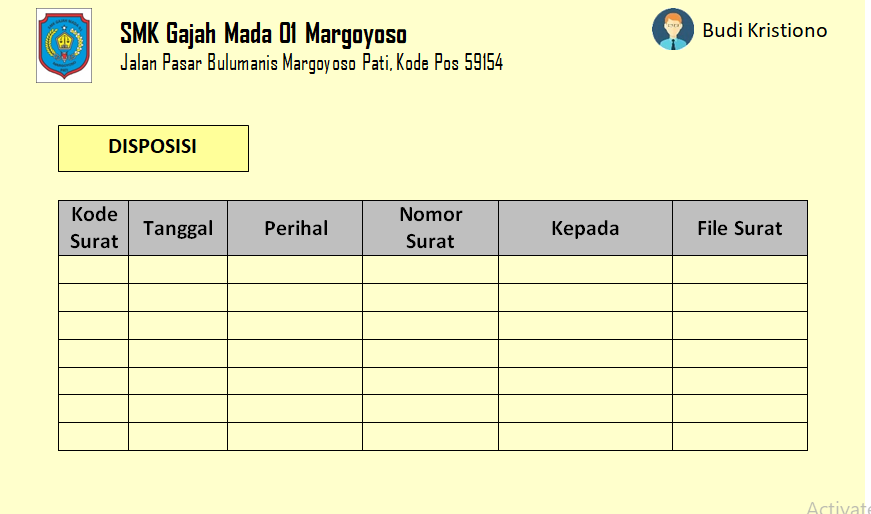 SMK Gajah Mada 01 Margoyoso
Jalan Pasar Bulumanis Margoyoso Pati, Kode Pos 59154
Budi Kristiono
DISPOSISI
Kode Surat
Tanggal
Perihal
Nomor Surat
Kepada
File Surat